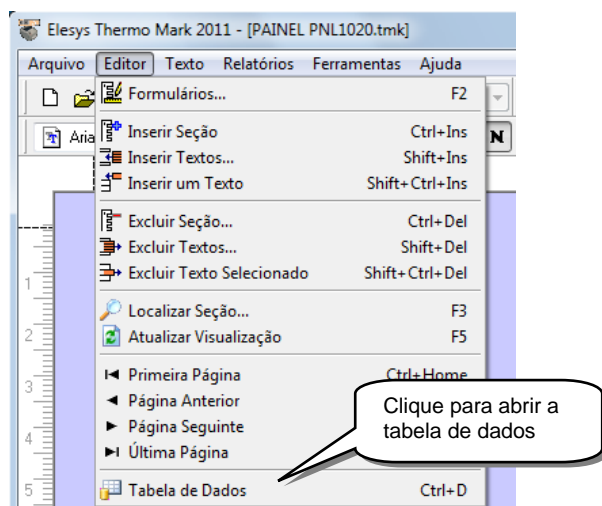 Elesys Thermo Mark 2011 - [PAINEL PNL1020.tmk]
Arquivo Editor Texto Relatórios Ferramentas Ajuda
Formulários... F2
Aria
N
Inserir Seção Ctrl+Ins
Inserir Textos... Shift+Ins
Inserir um Texto Shift+Ctrl+Ins
Excluir Seção... Ctrl+Del
Excluir Textos... Shift+Del
Excluir Texto Selecionado Shift+Ctrl+Del
1
Localizar Seção... F3
2 Atualizar Visualização F5
Primeira Página Ctrl+Home
3
Página Anterior
Página Seguinte
4
Última Página
Clique para abrir a
tabela de dados
5 Tabela de Dados Ctrl+D